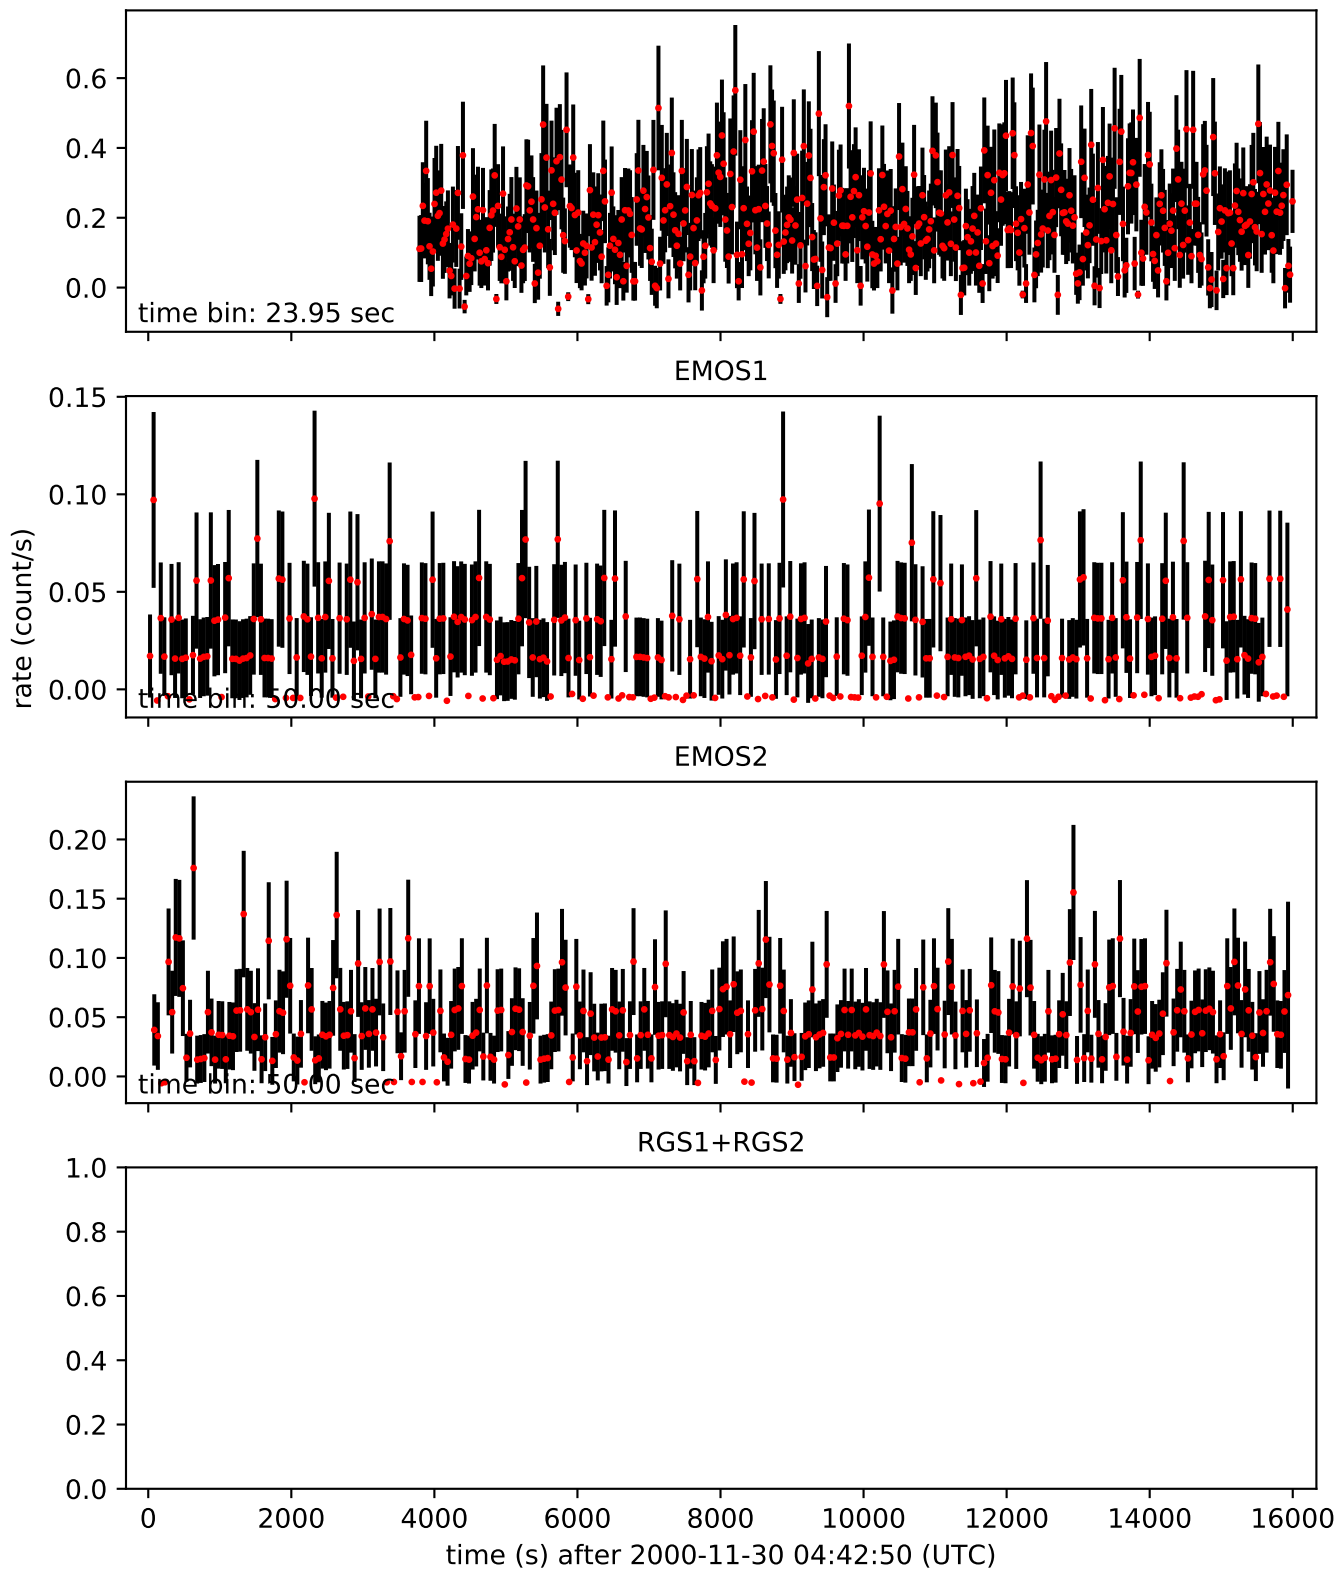 0.6
0.4
0.2
0.0
time bin: 23.95 sec
EMOS1
0.15
0.10
0.05
0.00
time bin: 50.00 sec
rate (count/s)
EMOS2
0.20
0.15
0.10
0.05
0.00
time bin: 50.00 sec
RGS1+RGS2
1.0
0.8
0.6
0.4
0.2
0.0
0 2000 4000 6000 8000 10000 12000 14000 16000
time (s) after 2000-11-30 04:42:50 (UTC)